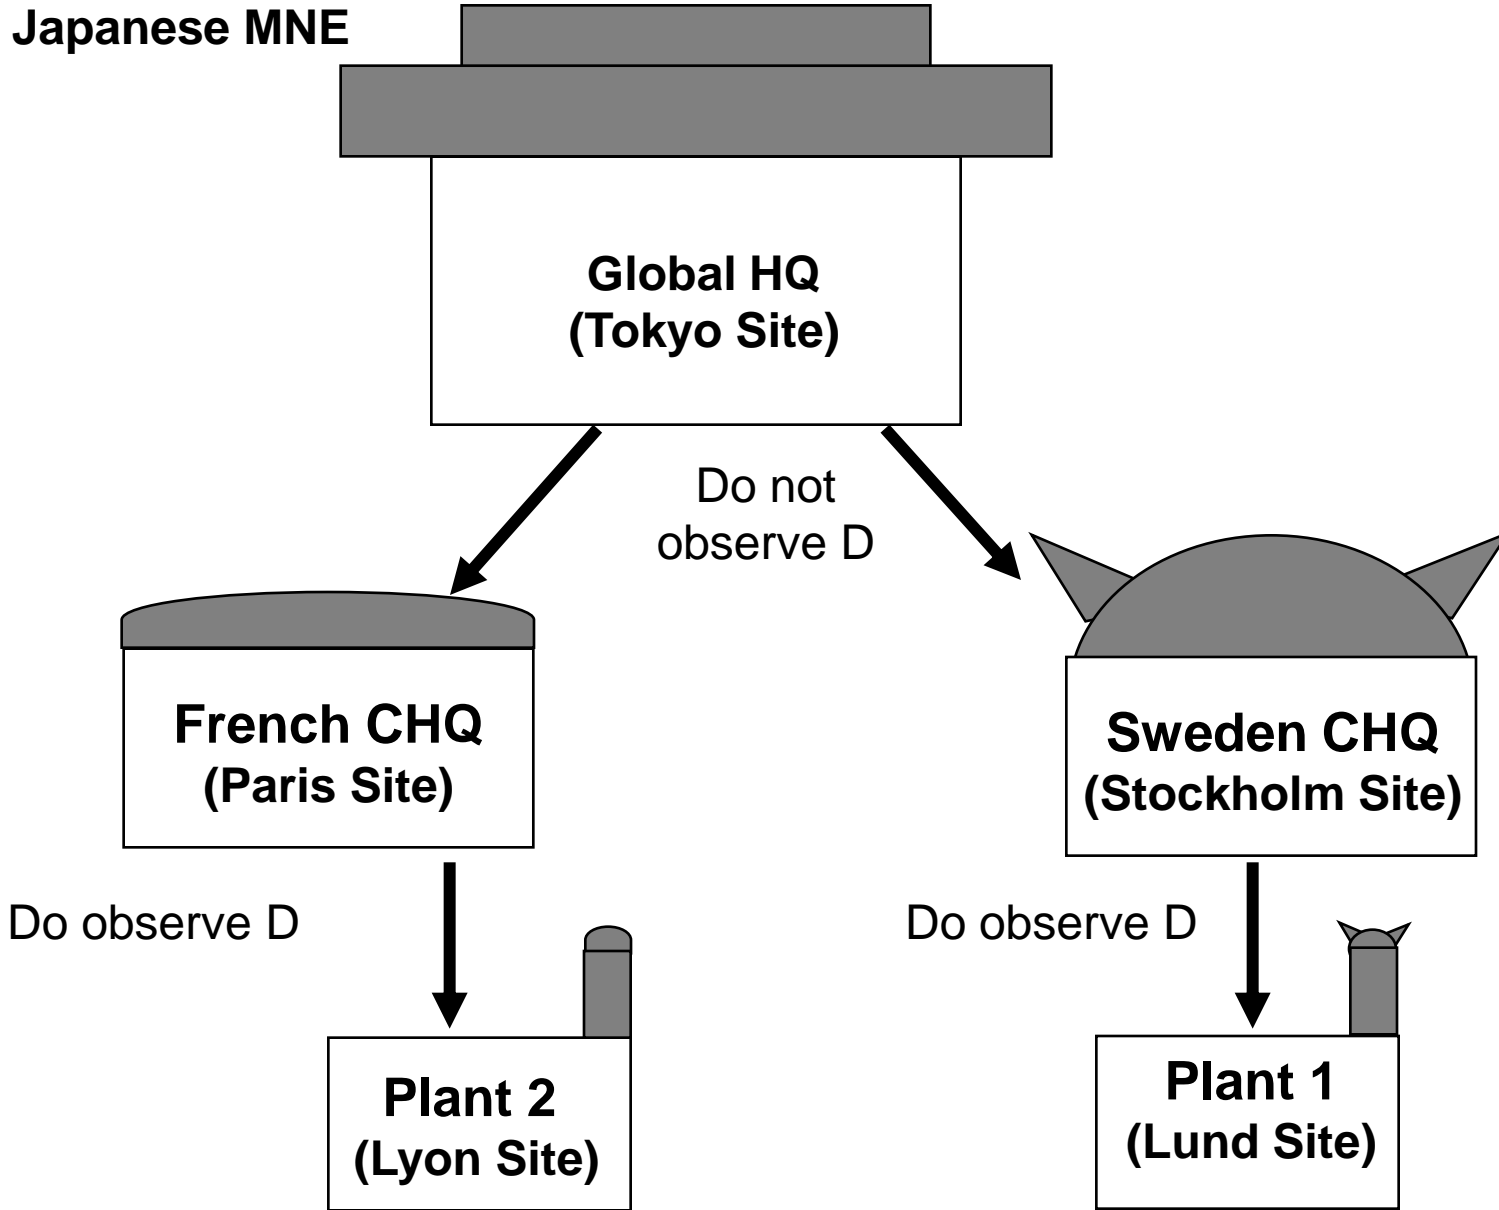 Japanese MNE
Global HQ
(Tokyo Site)
Do not
observe D
French CHQ
(Paris Site)
Sweden CHQ
(Stockholm Site)
Do observe D
Do observe D
Plant 2
(Lyon Site)
Plant 1
(Lund Site)